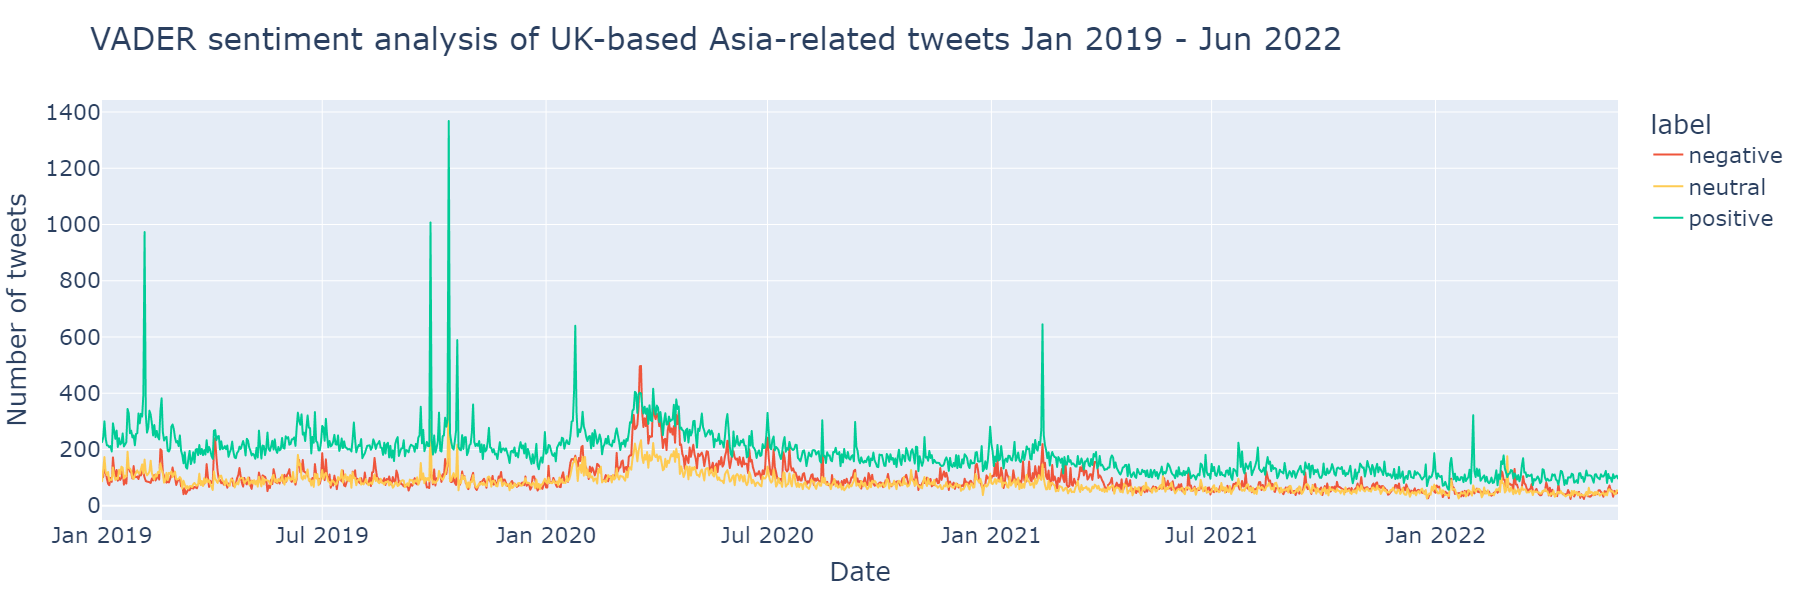 VADER sentiment analysis of UK-based Asia-related tweets Jan 2019 - Jun 2022
Number of tweets
1400
1200
1000
800
600
400
200
0
Jan 2019
Jul 2019
Jan 2020
Jul 2020
Jan 2021
Jul 2021
Jan 2022
Date
label
negative
neutral
positive